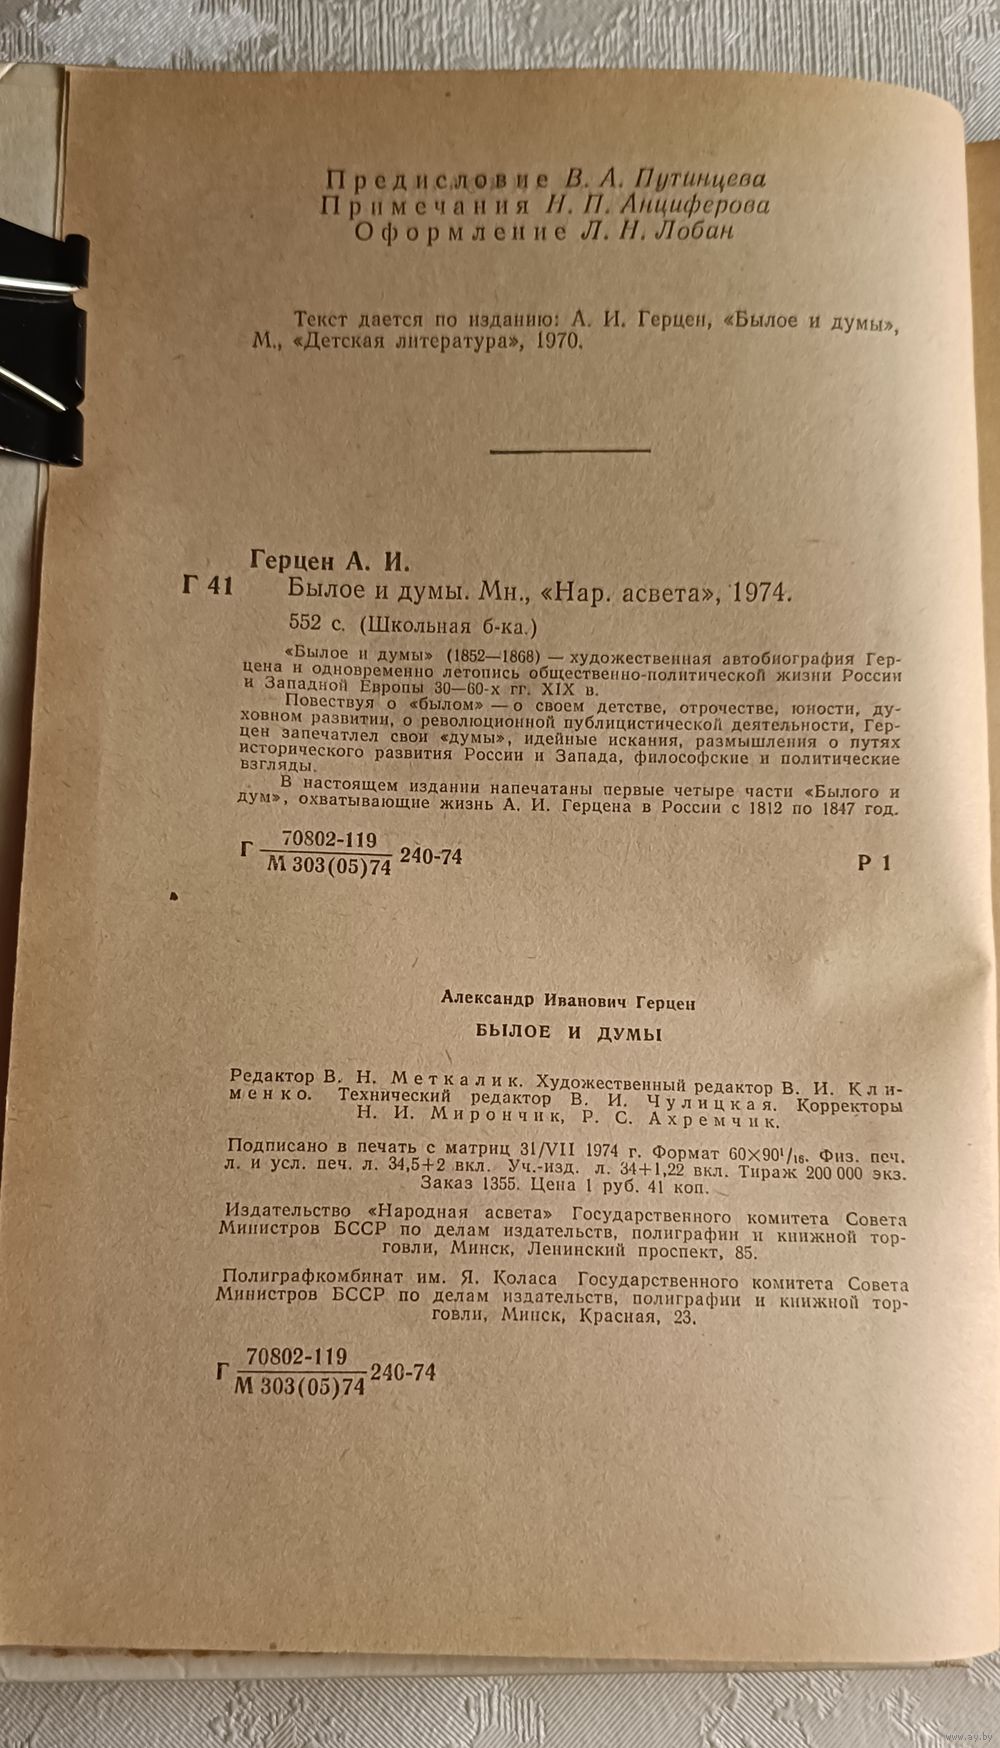 Предисловие В. А. Путинцева
Примечания Н. П. Анциферова
Оформление Л. Н. Лобан
Текст дается по изданию: А. И. Герцен, «Былое и думы»,
М., «Детская литература», 1970.
Герцен А. И.
Г 41 Былое и думы. Мн., «Нар. асвета», 1974.
552 с. (Школьная б-ка.)
«Былое и думы» (1852—1868) — художественная автобиография Гер-
цена и одновременно летопись общественно-политической жизни России
и Западной Европы 30—60-х гг. XIX в.
Повествуя о «былом» — о своем детстве, отрочестве, юности, ду-
ховном развитии, о революционной публицистической деятельности, Гер-
цен запечатлел свои «думы», идейные искания, размышления о путях
исторического развития России и Запада, философские и политические
взгляды.
В настоящем издании напечатаны первые четыре части «Былого и
дум», охватывающие жизнь А. И. Герцена в России с 1812 по 1847 год.
70802-119
Г М 303(05)74 240-74 Р 1
Александр Иванович Герцен
БЫЛОЕ И ДУМЫ
Редактор В. Н. Меткалик. Художественный редактор В. И. Кли-
менко. Технический редактор В. И. Чулицкая. Корректоры
Н. И. Мирончик, Р. С. Ахремчик.
Подписано в печать с матриц 31/VII 1974 г. Формат 60×90¹/₁₆. Физ. печ.
л. и усл. печ. л. 34,5+2 вкл. Уч.-изд. л. 34+1,22 вкл. Тираж 200 000 экз.
Заказ 1355. Цена 1 руб. 41 коп.
Издательство «Народная асвета» Государственного комитета Совета
Министров БССР по делам издательств, полиграфии и книжной тор-
говли, Минск, Ленинский проспект, 85.
Полиграфкомбинат им. Я. Коласа Государственного комитета Совета
Министров БССР по делам издательств, полиграфии и книжной тор-
говли, Минск, Красная, 23.
70802-119
Г М 303(05)74 240-74
www.ay.by